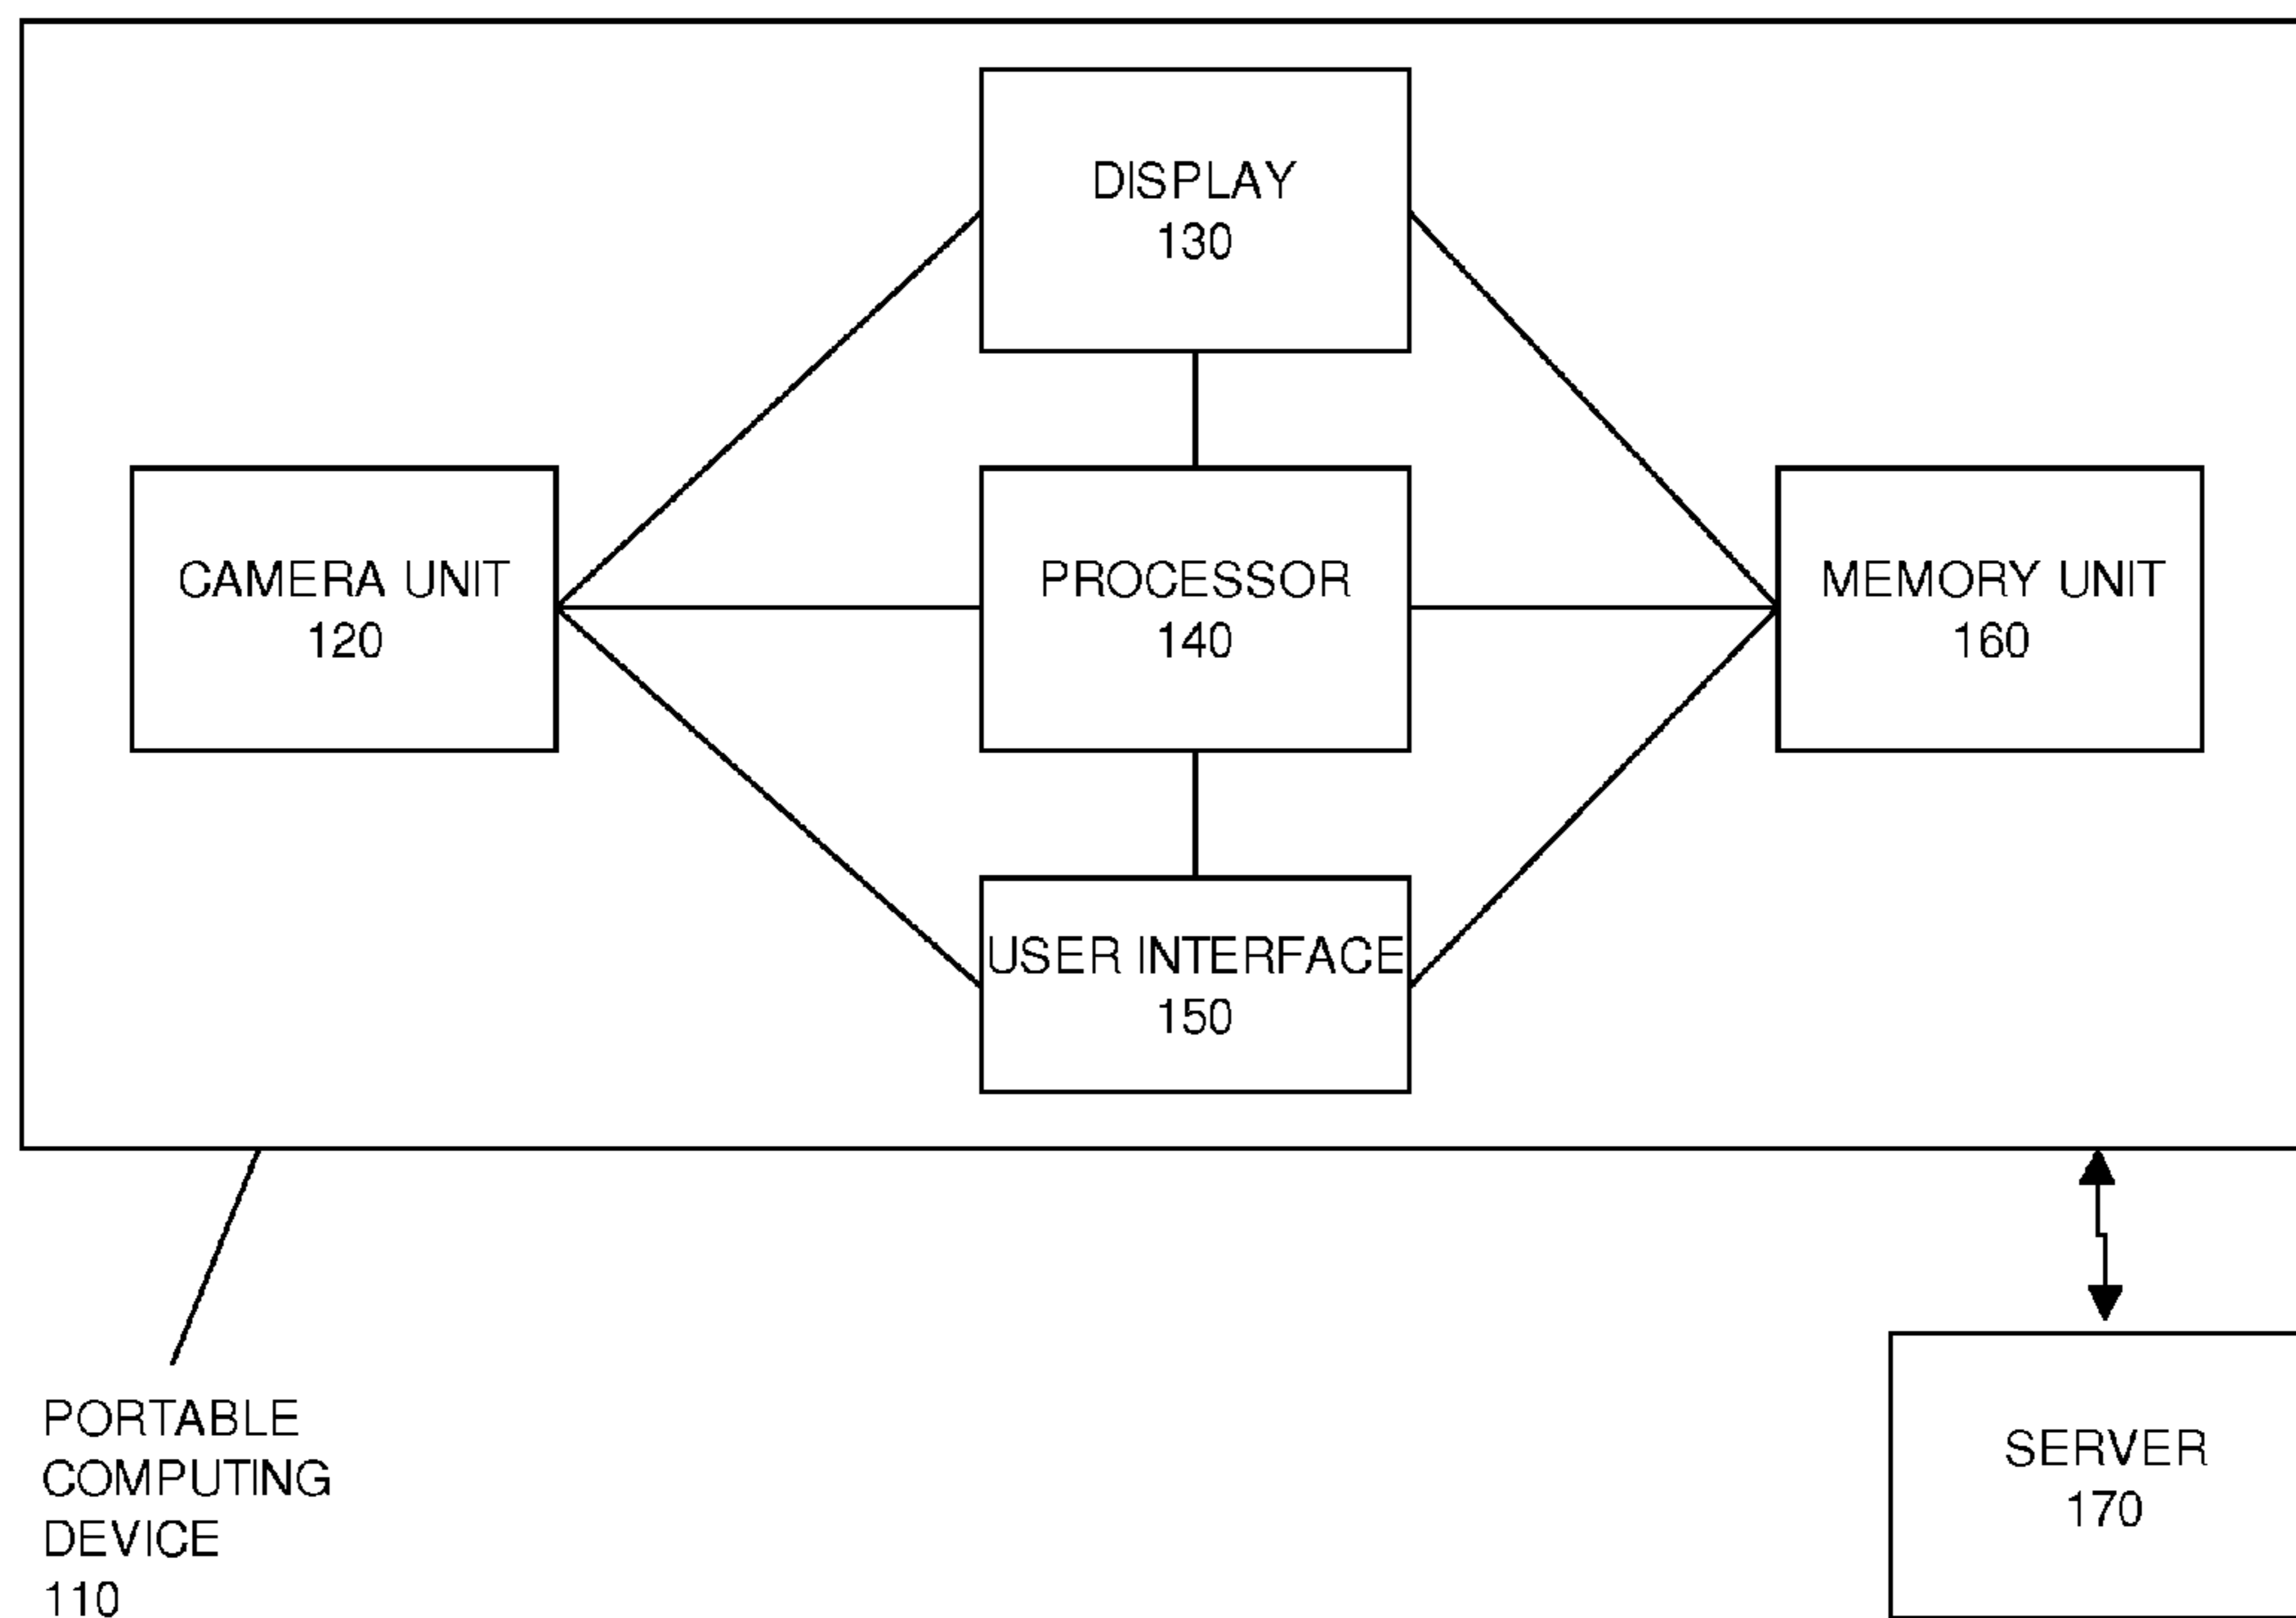 DISPLAY
130
CAMERA UNIT
120
PROCESSOR
140
MEMORY UNIT
160
USER INTERFACE
150
PORTABLE
COMPUTING
DEVICE
110
SERVER
170